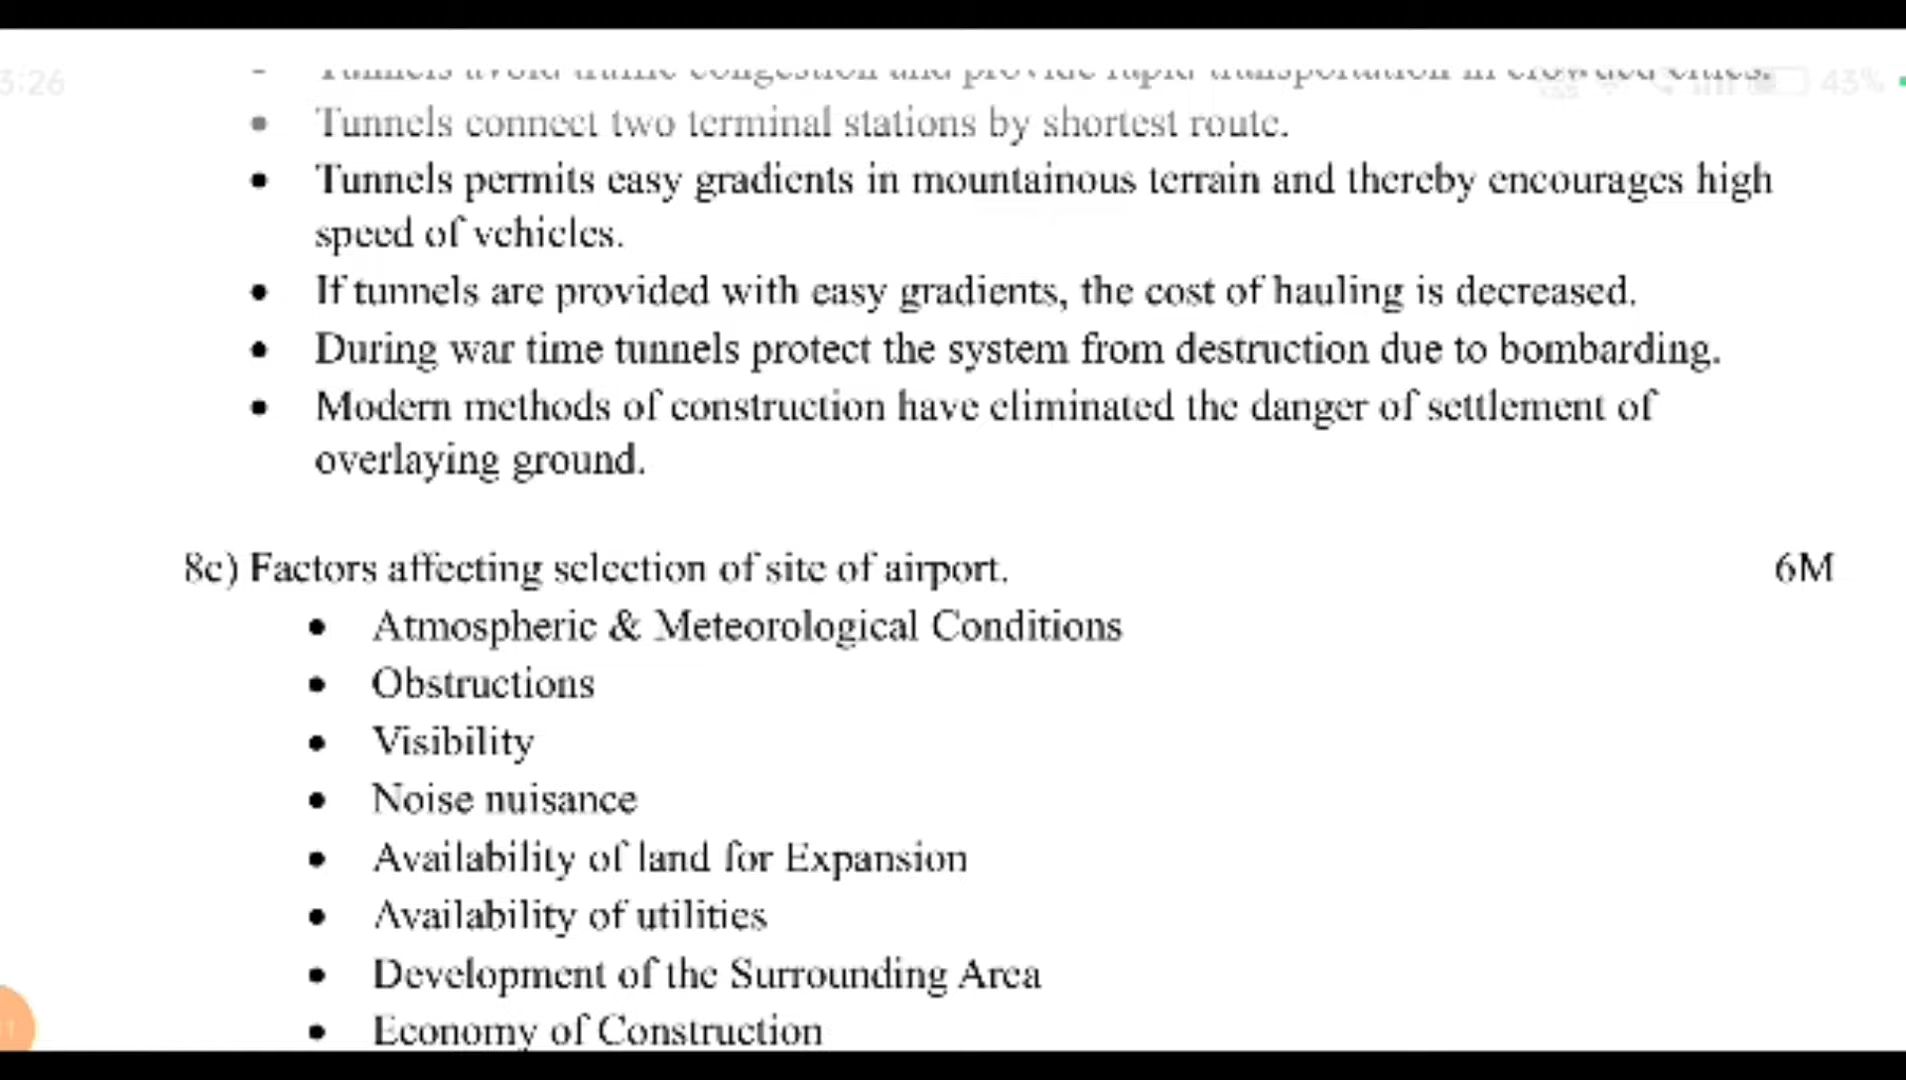 3:26
43%
Tunnels avoid traffic congestion and provide rapid transportation in crowded cities.
• Tunnels connect two terminal stations by shortest route.
• Tunnels permits easy gradients in mountainous terrain and thereby encourages high
speed of vehicles.
• If tunnels are provided with easy gradients, the cost of hauling is decreased.
• During war time tunnels protect the system from destruction due to bombarding.
• Modern methods of construction have eliminated the danger of settlement of
overlaying ground.
8c) Factors affecting selection of site of airport. 6M
• Atmospheric & Meteorological Conditions
• Obstructions
• Visibility
• Noise nuisance
• Availability of land for Expansion
• Availability of utilities
• Development of the Surrounding Area
• Economy of Construction